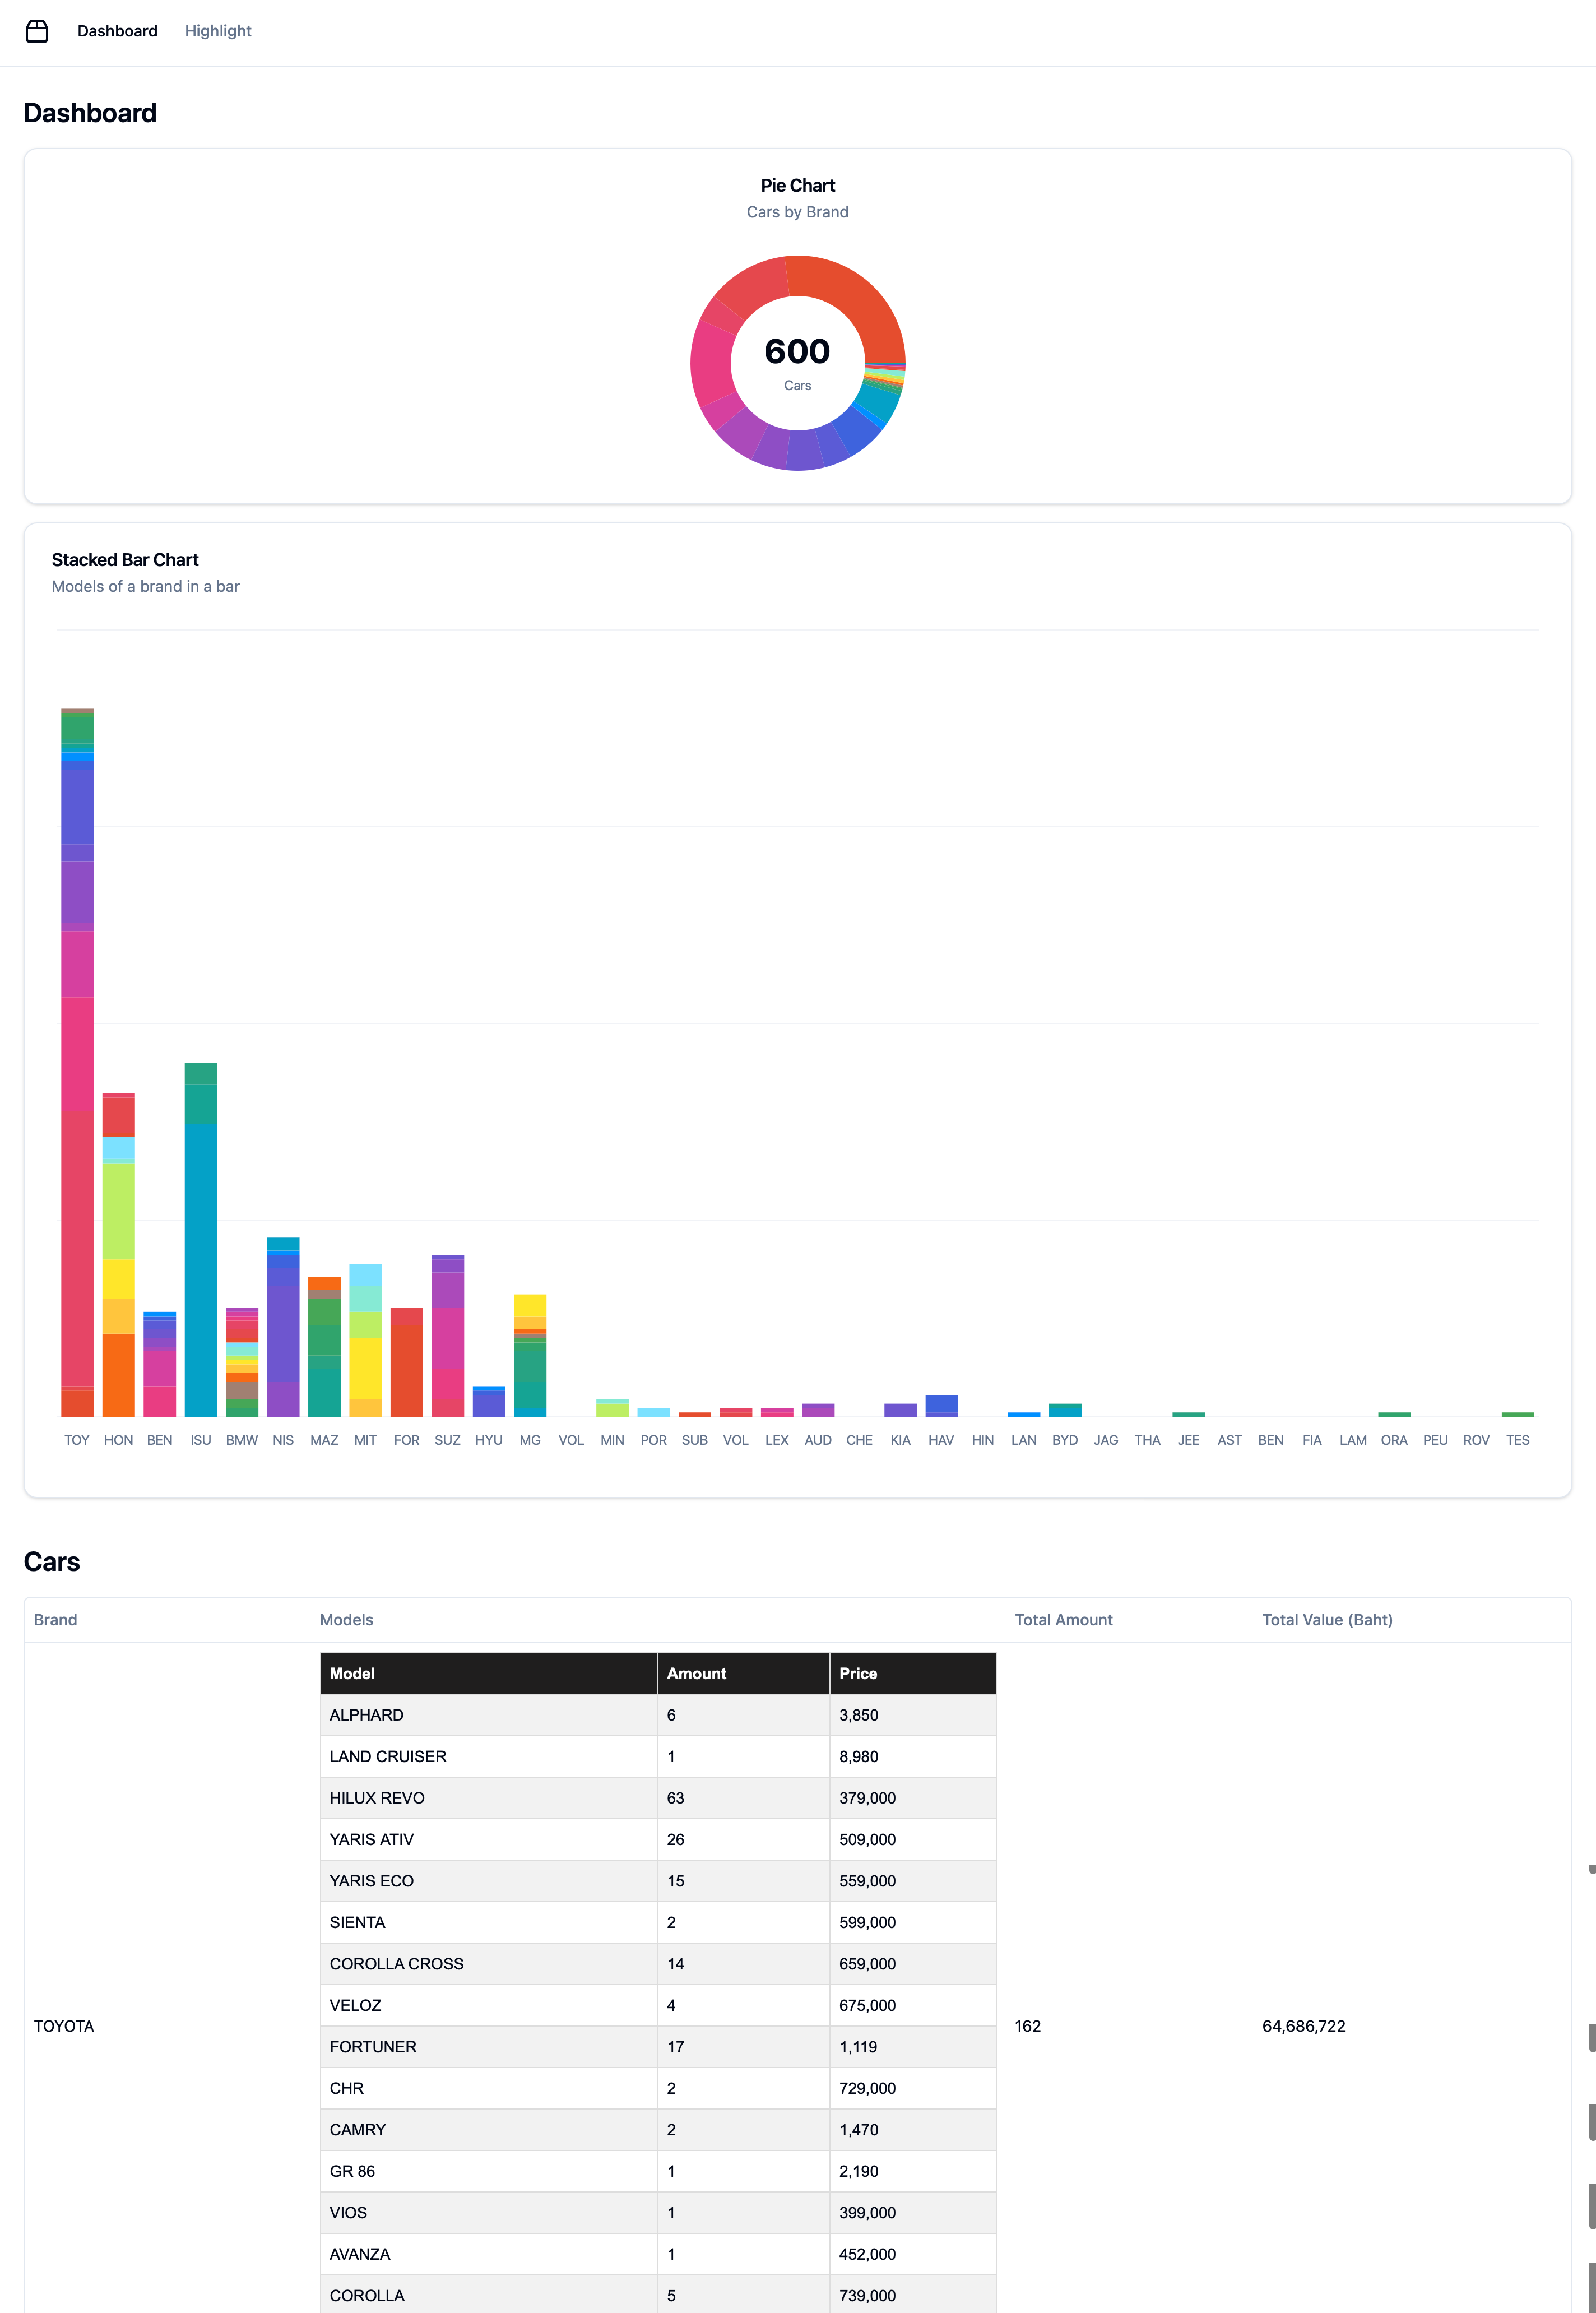 Dashboard Highlight
Dashboard
Pie Chart
Cars by Brand
600
Cars
Stacked Bar Chart
Models of a brand in a bar
TOY HON BEN ISU BMW NIS MAZ MIT FOR SUZ HYU MG VOL MIN POR SUB VOL LEX AUD CHE KIA HAV HIN LAN BYD JAG THA JEE AST BEN FIA LAM ORA PEU ROV TES
Cars
Brand Models Total Amount Total Value (Baht)
Model Amount Price
ALPHARD 6 3,850
LAND CRUISER 1 8,980
HILUX REVO 63 379,000
YARIS ATIV 26 509,000
YARIS ECO 15 559,000
SIENTA 2 599,000
COROLLA CROSS 14 659,000
VELOZ 4 675,000
TOYOTA 162 64,686,722
FORTUNER 17 1,119
CHR 2 729,000
CAMRY 2 1,470
GR 86 1 2,190
VIOS 1 399,000
AVANZA 1 452,000
COROLLA 5 739,000